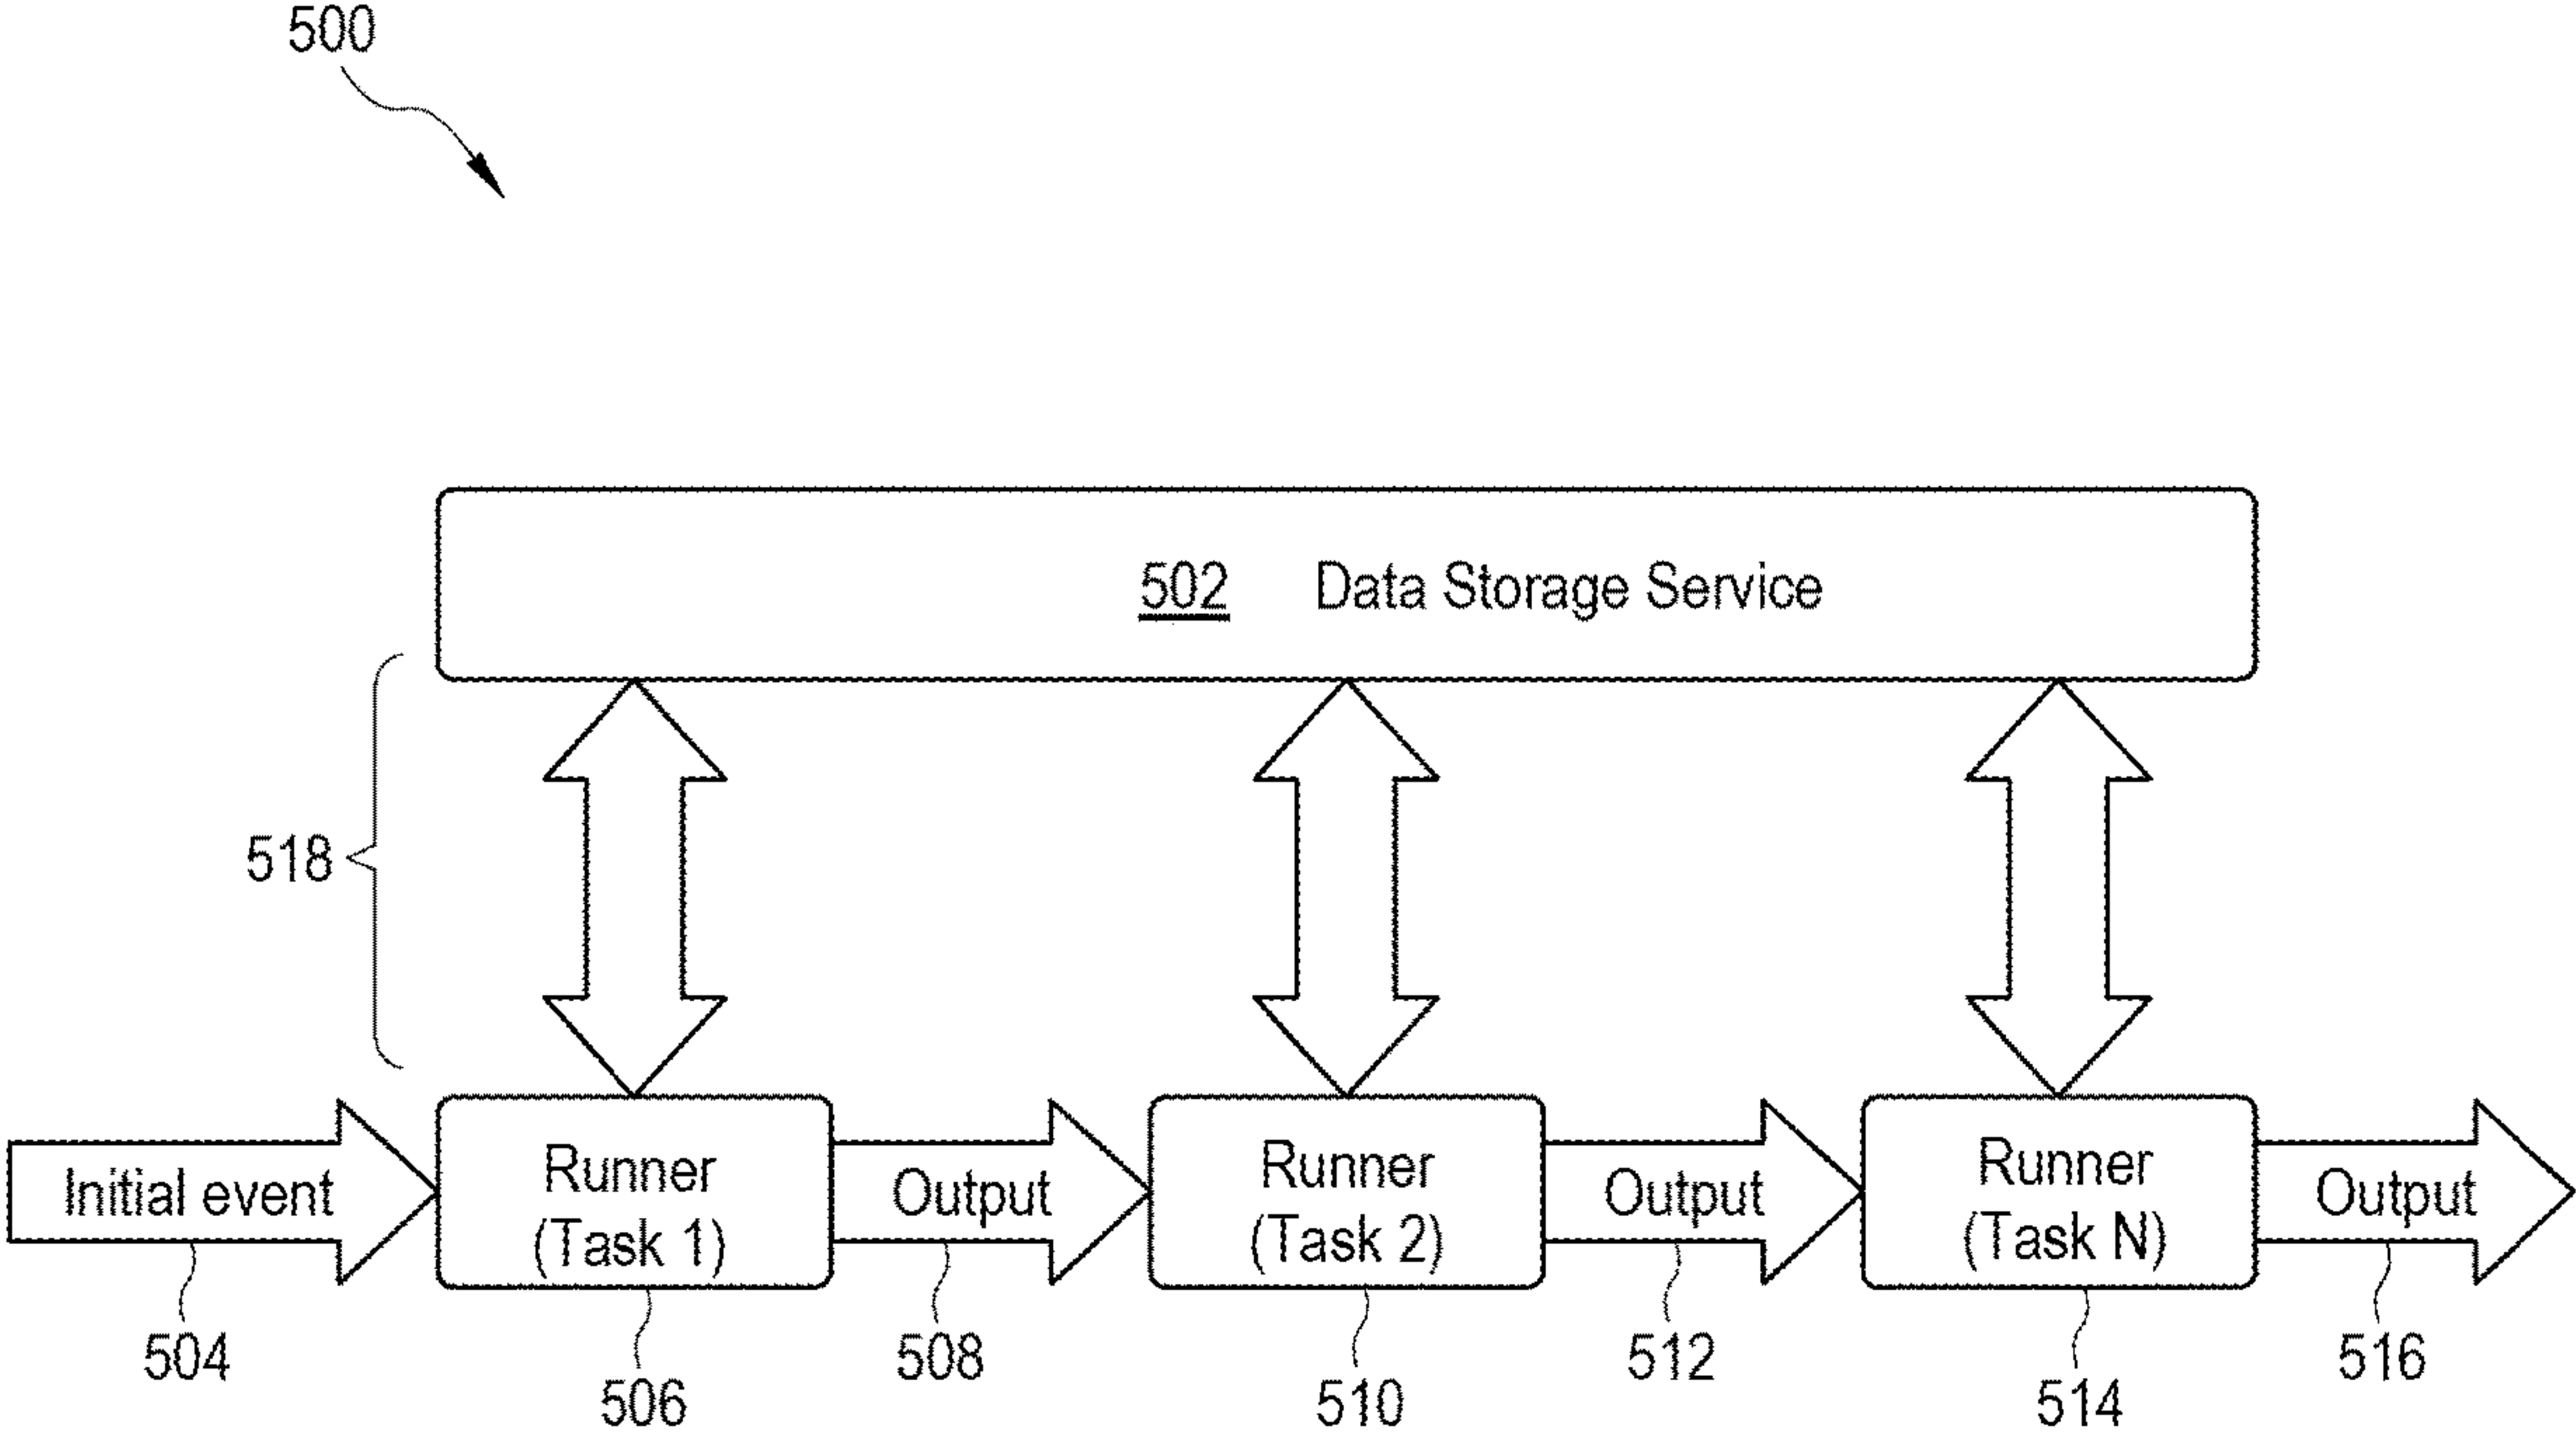 500
502 Data Storage Service
518
Initial event
Runner
(Task 1)
Output
Runner
(Task 2)
Output
Runner
(Task N)
Output
504
506
508
510
512
514
516